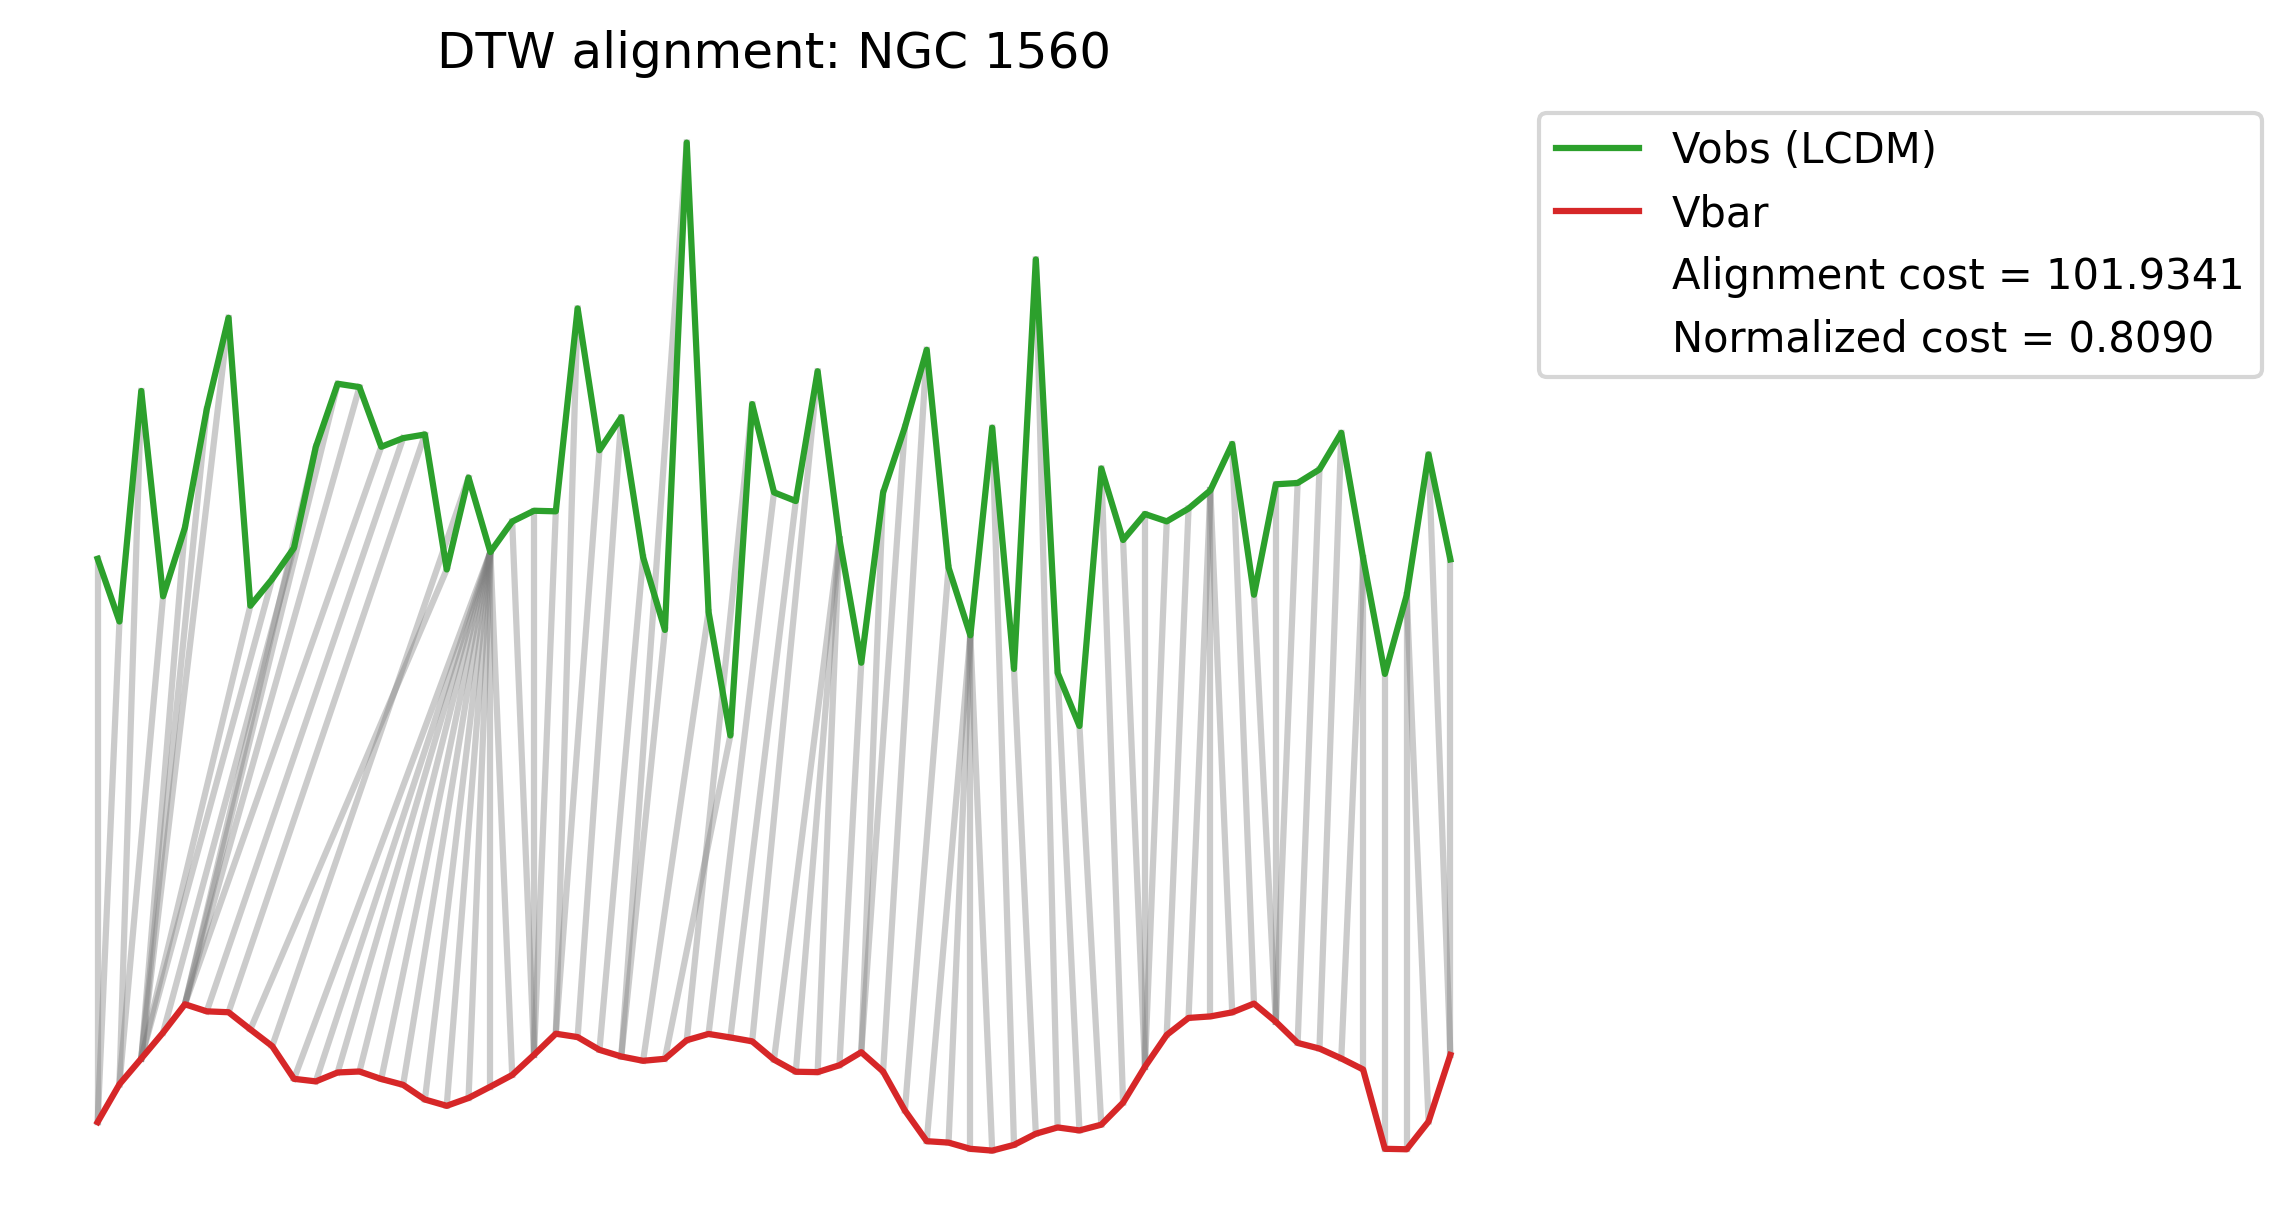 DTW alignment: NGC 1560
Vobs (LCDM)
Vbar
Alignment cost = 101.9341
Normalized cost = 0.8090